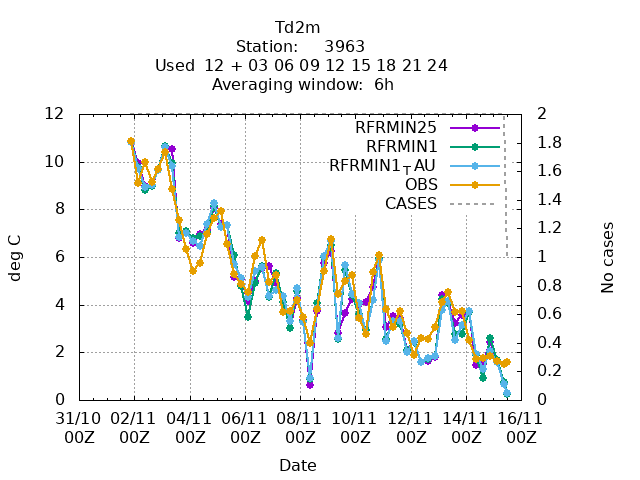 Td2m
Station: 3963
Used 12 + 03 06 09 12 15 18 21 24
Averaging window: 6h
RFRMIN25
RFRMIN1
RFRMIN1_TAU
OBS
CASES
deg C
No cases
12
10
8
6
4
2
0
2
1.8
1.6
1.4
1.2
1
0.8
0.6
0.4
0.2
0
31/10 02/11 04/11 06/11 08/11 10/11 12/11 14/11 16/11
00Z 00Z 00Z 00Z 00Z 00Z 00Z 00Z 00Z
Date